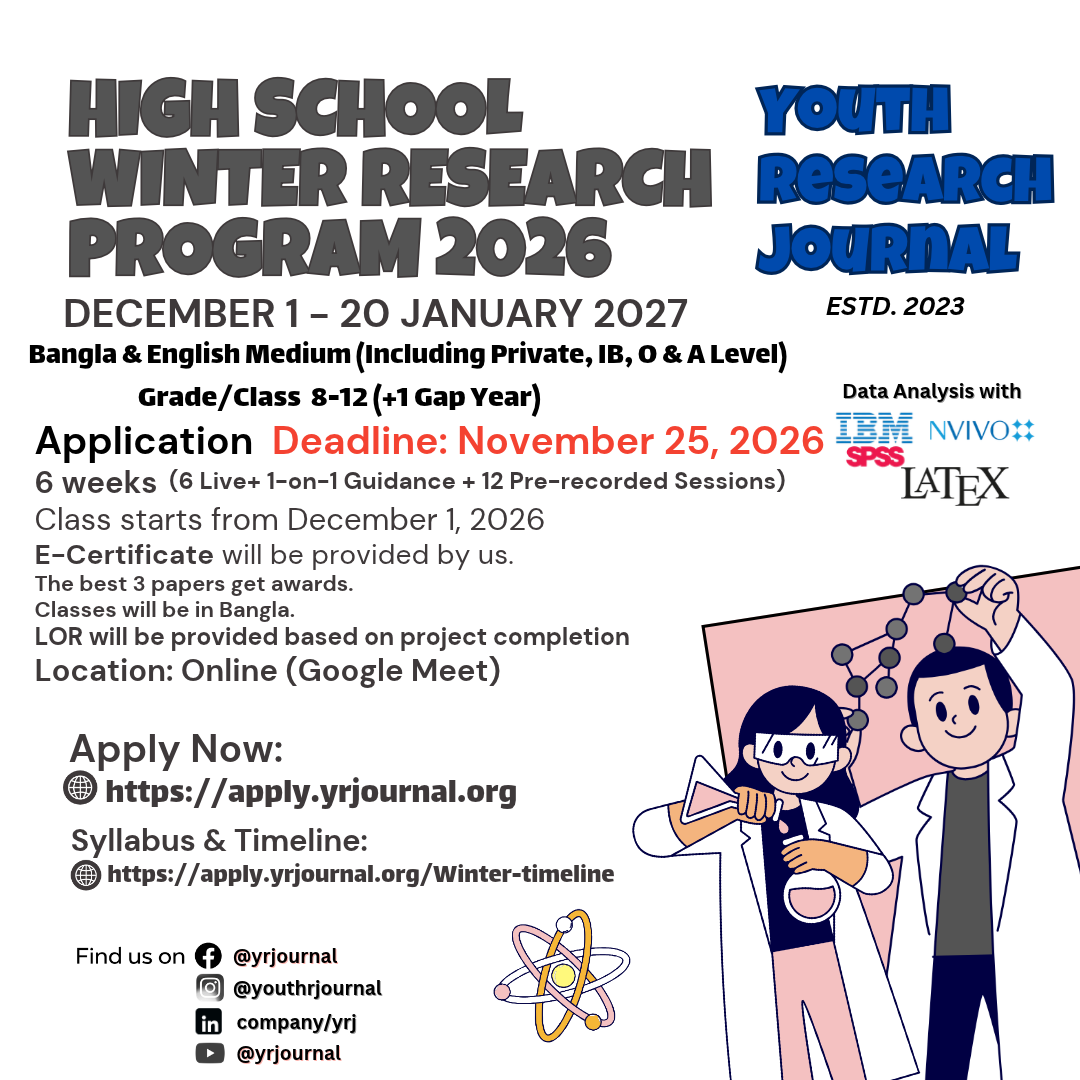 HIGH SCHOOL
WINTER RESEARCH
PROGRAM 2026
DECEMBER 1 – 20 JANUARY 2027
Bangla & English Medium (Including Private, IB, O & A Level)
Grade/Class 8-12 (+1 Gap Year)
Application Deadline: November 25, 2026
6 weeks (6 Live+ 1-on-1 Guidance + 12 Pre-recorded Sessions)
Class starts from December 1, 2026
E-Certificate will be provided by us.
The best 3 papers get awards.
Classes will be in Bangla.
LOR will be provided based on project completion
Location: Online (Google Meet)
YOUTH
RESEARCH
JOURNAL
ESTD. 2023
Data Analysis with
IBM
SPSS
NVIVO
LATEX
Apply Now:
https://apply.yrjournal.org
Syllabus & Timeline:
https://apply.yrjournal.org/Winter-timeline
Find us on @yrjournal
@youthrjournal
company/yrj
@yrjournal